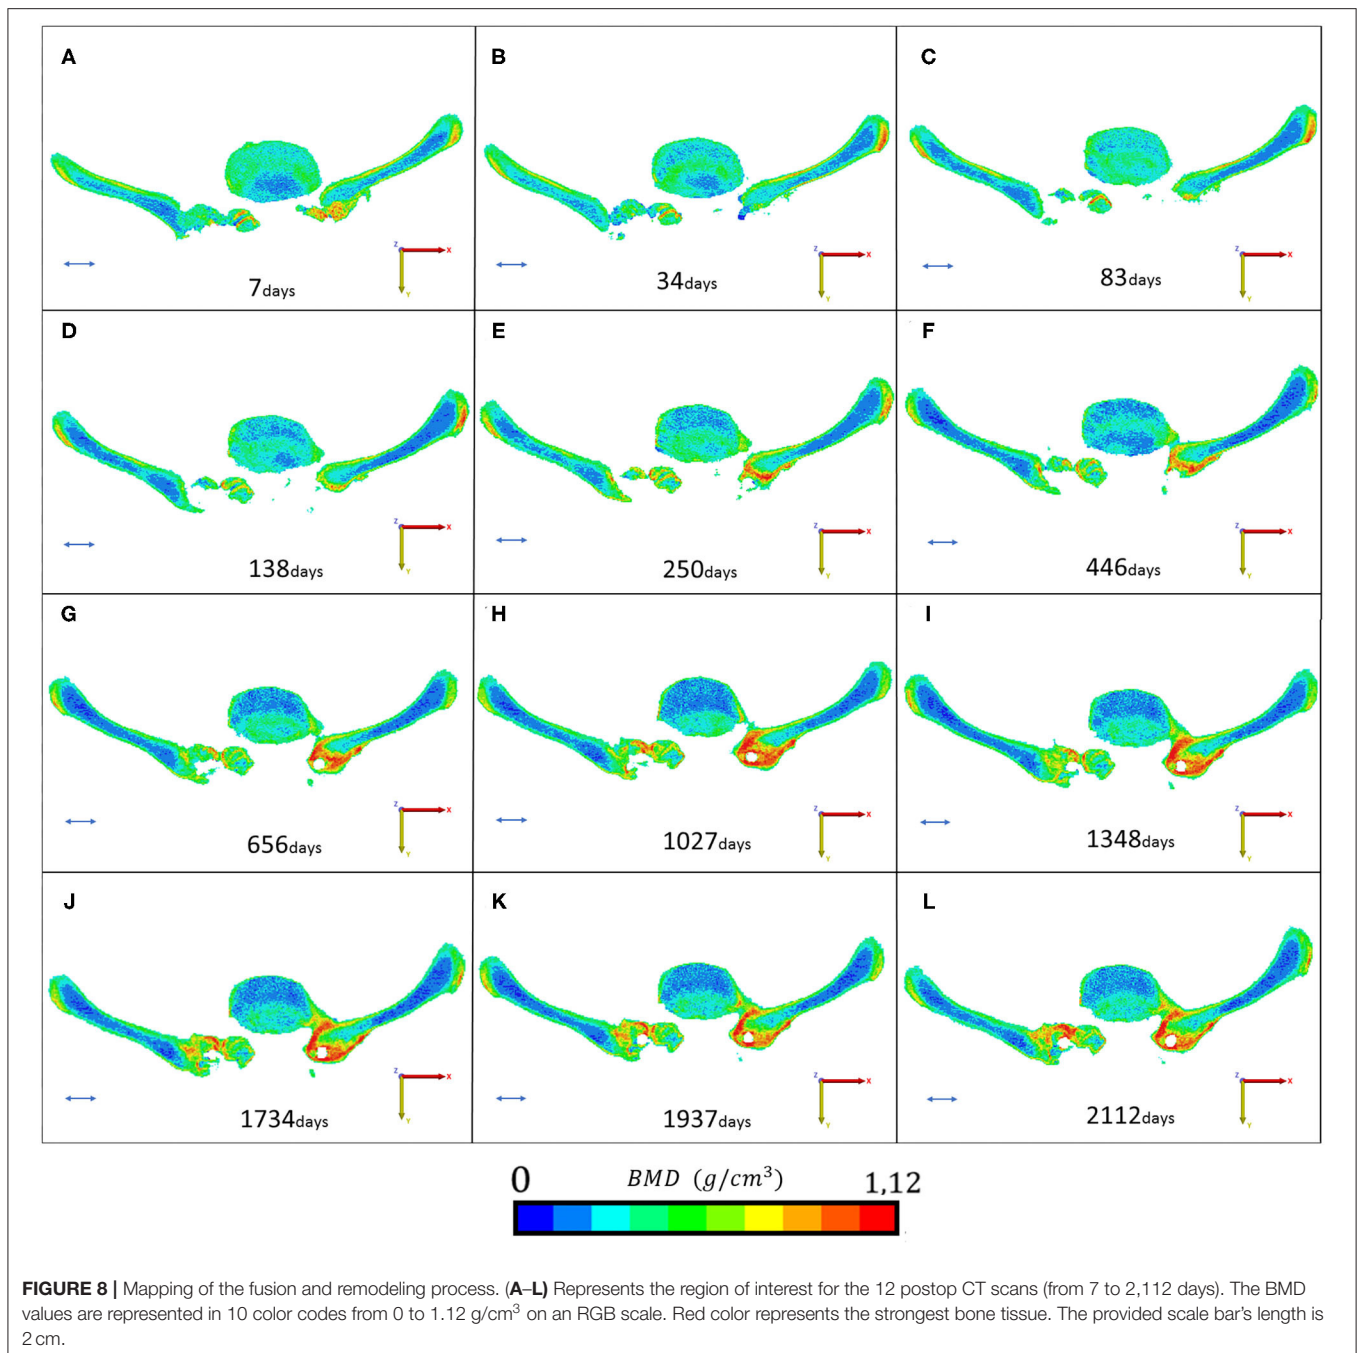 A
B
C
Z
X
Y
Z
X
Y
Z
X
Y
7days
34days
83days
D
E
F
Z
X
Y
Z
X
Y
Z
X
Y
138days
250days
446days
G
H
I
Z
X
Y
Z
X
Y
Z
X
Y
656days
1027days
1348days
J
K
L
Z
X
Y
Z
X
Y
Z
X
Y
1734days
1937days
2112days
0 BMD (g/cm³) 1,12
FIGURE 8 | Mapping of the fusion and remodeling process. (A–L) Represents the region of interest for the 12 postop CT scans (from 7 to 2,112 days). The BMD
values are represented in 10 color codes from 0 to 1.12 g/cm³ on an RGB scale. Red color represents the strongest bone tissue. The provided scale bar's length is
2 cm.